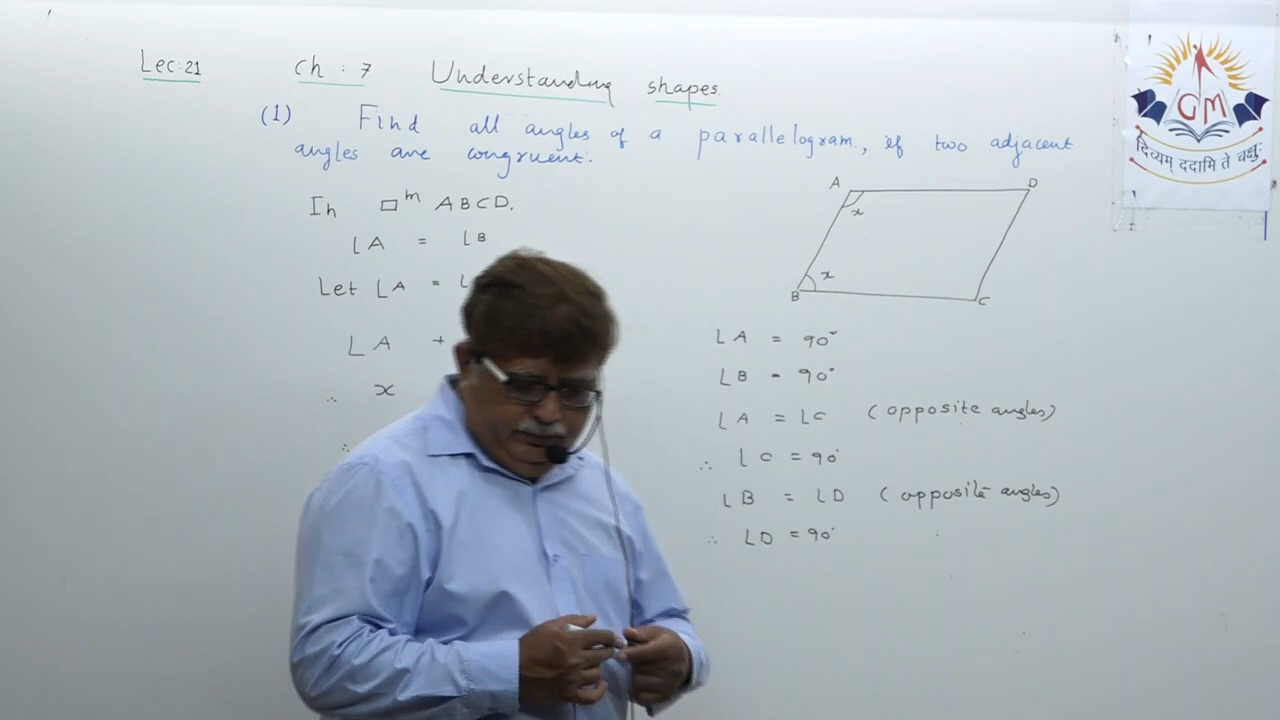 Lec:21 ch : 7 Understanding shapes
(1) Find all angles of a parallelogram, if two adjacent
angles are congruent.
In □ᵐ ABCD.
∠A = ∠B
Let ∠A = ∠
∠A +
∴ x
∴
A D
x
x
B C
∠A = 90°
∠B = 90°
∠A = ∠C (opposite angles)
∴ ∠C = 90°
∠B = ∠D (opposite angles)
∴ ∠D = 90°
GM
दिव्यम् ददामि ते चक्षुः